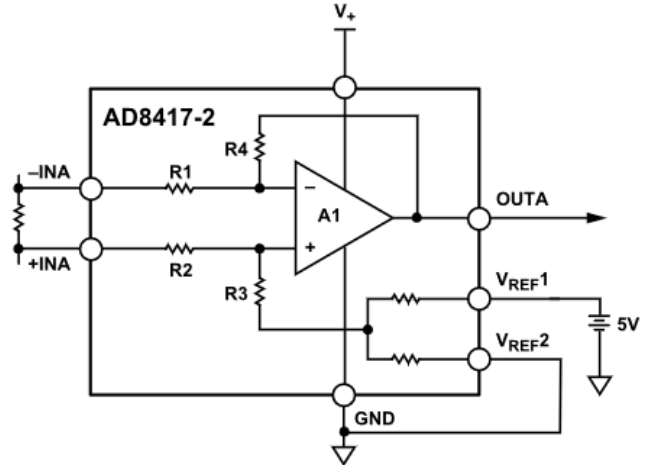 V+
AD8417-2
R4
–INA
R1
–
A1
OUTA
+INA
R2
+
R3
VREF1
5V
VREF2
GND